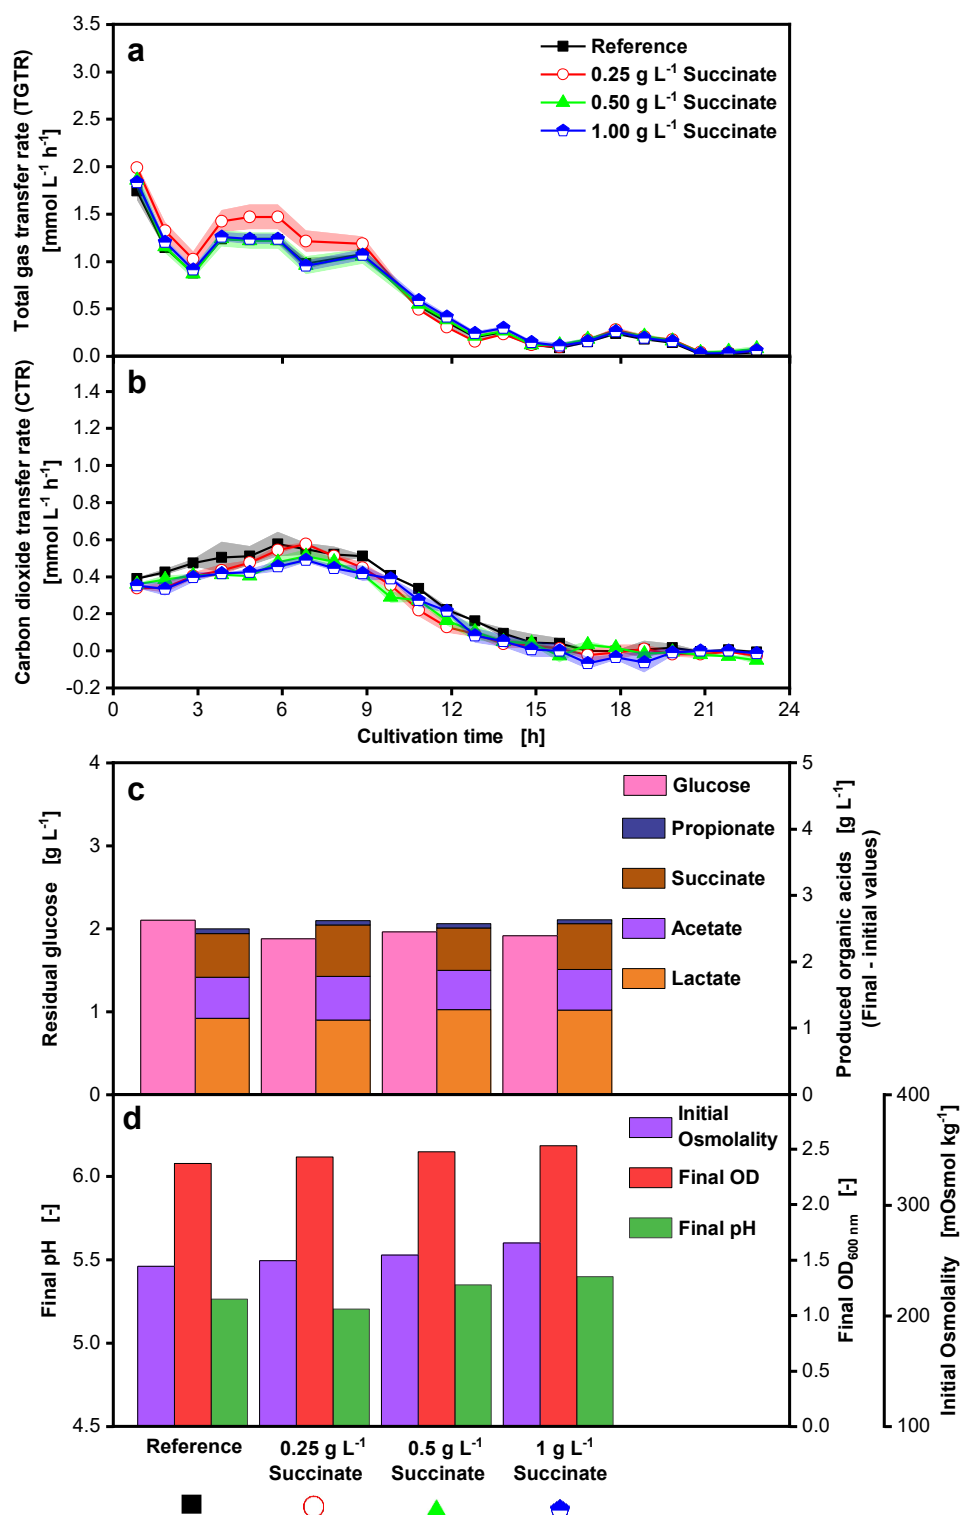 a
Total gas transfer rate (TGTR)
[mmol L⁻¹ h⁻¹]
3.5
3.0
2.5
2.0
1.5
1.0
0.5
0.0
Reference
0.25 g L⁻¹ Succinate
0.50 g L⁻¹ Succinate
1.00 g L⁻¹ Succinate
b
Carbon dioxide transfer rate (CTR)
[mmol L⁻¹ h⁻¹]
1.4
1.2
1.0
0.8
0.6
0.4
0.2
0.0
-0.2
0 3 6 9 12 15 18 21 24
Cultivation time [h]
c
Residual glucose [g L⁻¹]
4
3
2
1
0
Glucose
Propionate
Succinate
Acetate
Lactate
5
4
3
2
1
0
Produced organic acids [g L⁻¹]
(Final - initial values)
d
Final pH [-]
6.0
5.5
5.0
4.5
Initial
Osmolality
Final OD
Final pH
2.5
2.0
1.5
1.0
0.5
0.0
Final OD600 nm [-]
400
300
200
100
Initial Osmolality [mOsmol kg⁻¹]
Reference
0.25 g L⁻¹
Succinate
0.5 g L⁻¹
Succinate
1 g L⁻¹
Succinate